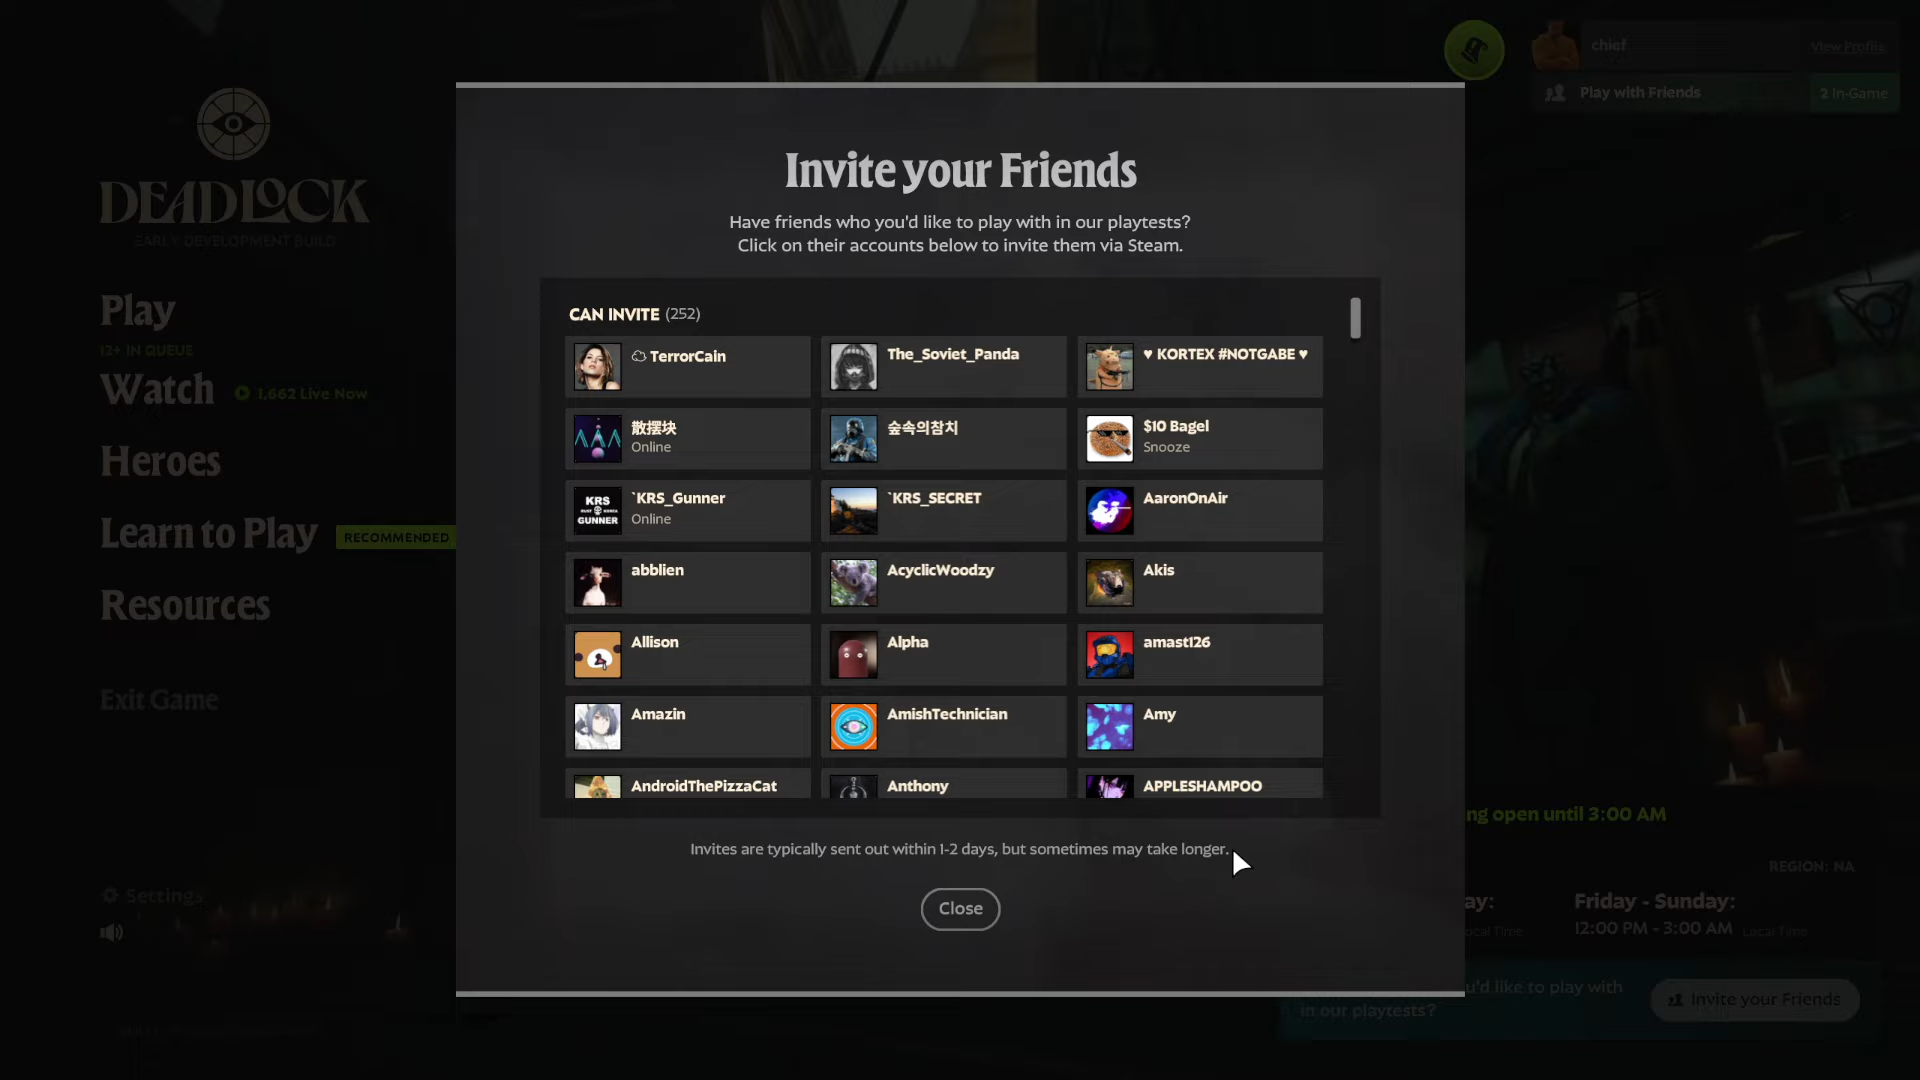 chief
View Profile
Play with Friends
2 In-Game
DEADLOCK
EARLY DEVELOPMENT BUILD
Play
12+ IN QUEUE
Watch
1,662 Live Now
Heroes
Learn to Play
RECOMMENDED
Resources
Exit Game
Settings
Invite your Friends
Have friends who you'd like to play with in our playtests?
Click on their accounts below to invite them via Steam.
CAN INVITE (252)
TerrorCain
The_Soviet_Panda
♥ KORTEX #NOTGABE ♥
散摆块
Online
숲속의참치
$10 Bagel
Snooze
KRS
GUNNER
`KRS_Gunner
Online
`KRS_SECRET
AaronOnAir
abblien
AcyclicWoodzy
Akis
Allison
Alpha
amast126
Amazin
AmishTechnician
Amy
AndroidThePizzaCat
Anthony
APPLESHAMPOO
Invites are typically sent out within 1-2 days, but sometimes may take longer.
Close
ng open until 3:00 AM
REGION: NA
ay:
ocal Time
Friday - Sunday:
12:00 PM - 3:00 AM Local Time
u'd like to play with
in our playtests?
Invite your Friends